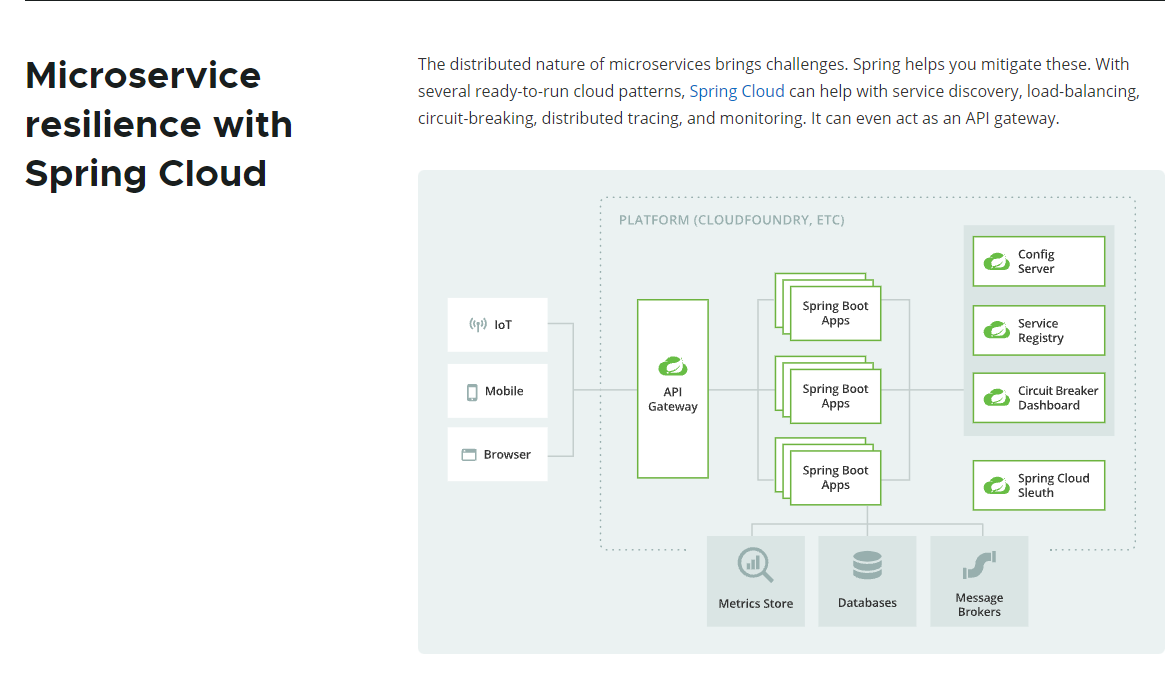 Microservice
resilience with
Spring Cloud
The distributed nature of microservices brings challenges. Spring helps you mitigate these. With
several ready-to-run cloud patterns, Spring Cloud can help with service discovery, load-balancing,
circuit-breaking, distributed tracing, and monitoring. It can even act as an API gateway.
PLATFORM (CLOUDFOUNDRY, ETC)
IoT
Mobile
Browser
API
Gateway
Spring Boot
Apps
Spring Boot
Apps
Spring Boot
Apps
Config
Server
Service
Registry
Circuit Breaker
Dashboard
Spring Cloud
Sleuth
Metrics Store
Databases
Message
Brokers